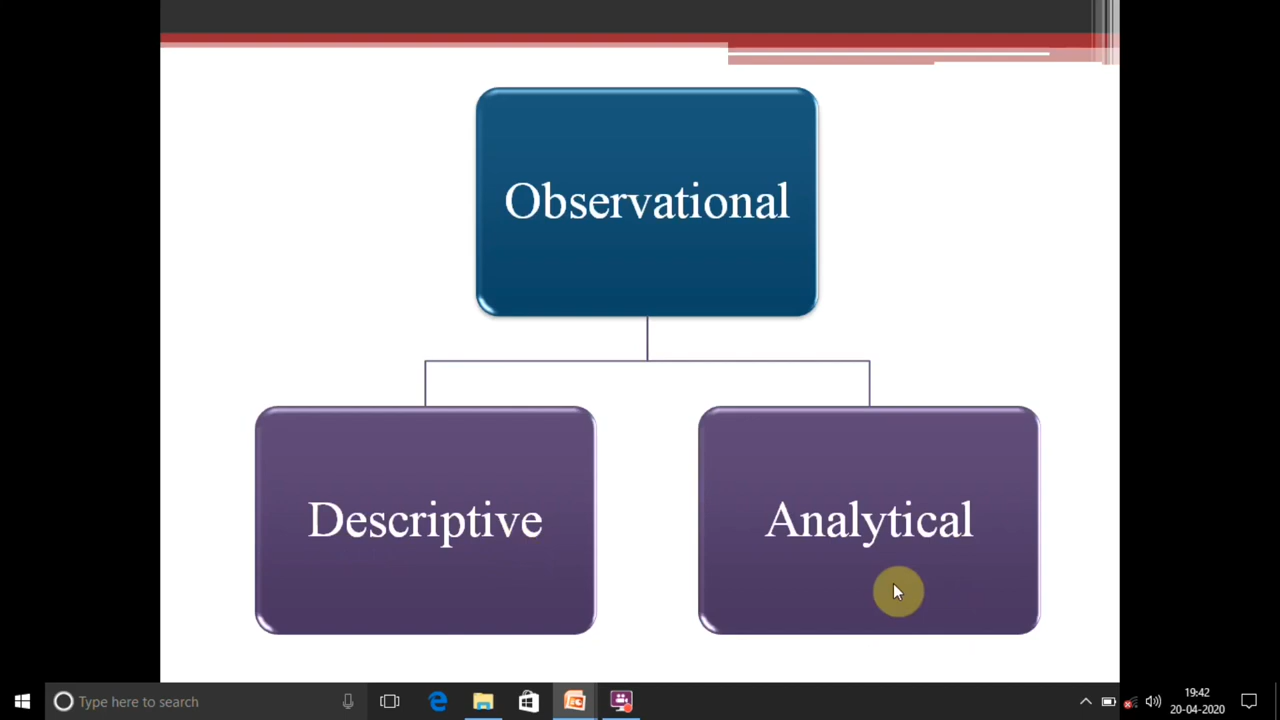 Observational
Descriptive
Analytical
Type here to search
19:42
20-04-2020